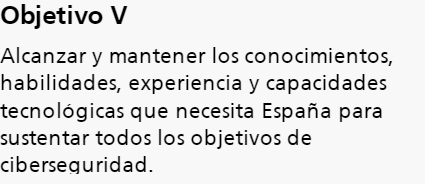 Objetivo V
Alcanzar y mantener los conocimientos,
habilidades, experiencia y capacidades
tecnológicas que necesita España para
sustentar todos los objetivos de
ciberseguridad.